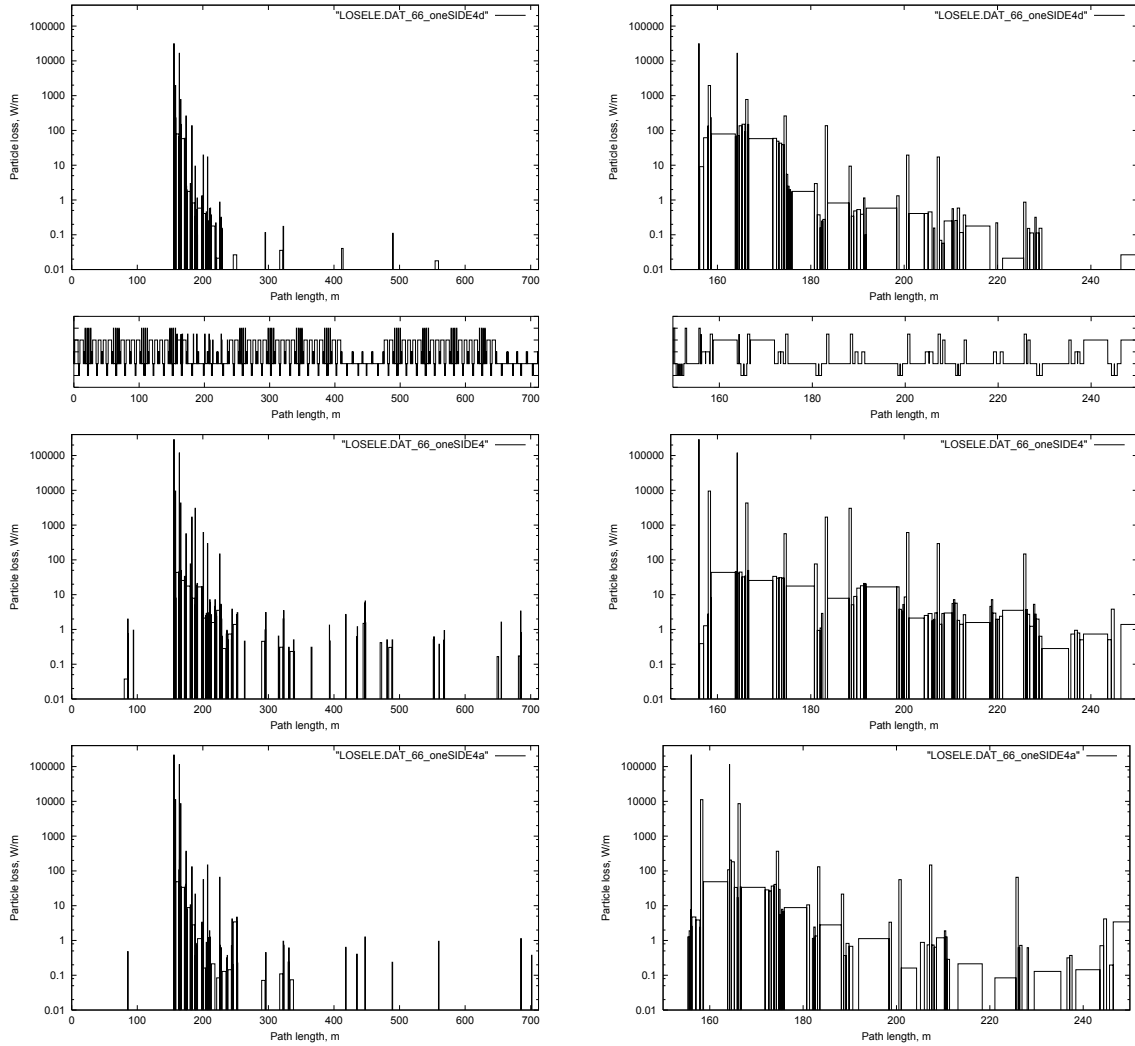 "LOSELE.DAT_66_oneSIDE4d"
Particle loss, W/m
100000
10000
1000
100
10
1
0.1
0.01
0 100 200 300 400 500 600 700
Path length, m
"LOSELE.DAT_66_oneSIDE4d"
Particle loss, W/m
100000
10000
1000
100
10
1
0.1
0.01
160 180 200 220 240
Path length, m
0 100 200 300 400 500 600 700
Path length, m
160 180 200 220 240
Path length, m
"LOSELE.DAT_66_oneSIDE4"
Particle loss, W/m
100000
10000
1000
100
10
1
0.1
0.01
0 100 200 300 400 500 600 700
Path length, m
"LOSELE.DAT_66_oneSIDE4"
Particle loss, W/m
100000
10000
1000
100
10
1
0.1
0.01
160 180 200 220 240
Path length, m
"LOSELE.DAT_66_oneSIDE4a"
Particle loss, W/m
100000
10000
1000
100
10
1
0.1
0.01
0 100 200 300 400 500 600 700
Path length, m
"LOSELE.DAT_66_oneSIDE4a"
Particle loss, W/m
100000
10000
1000
100
10
1
0.1
0.01
160 180 200 220 240
Path length, m